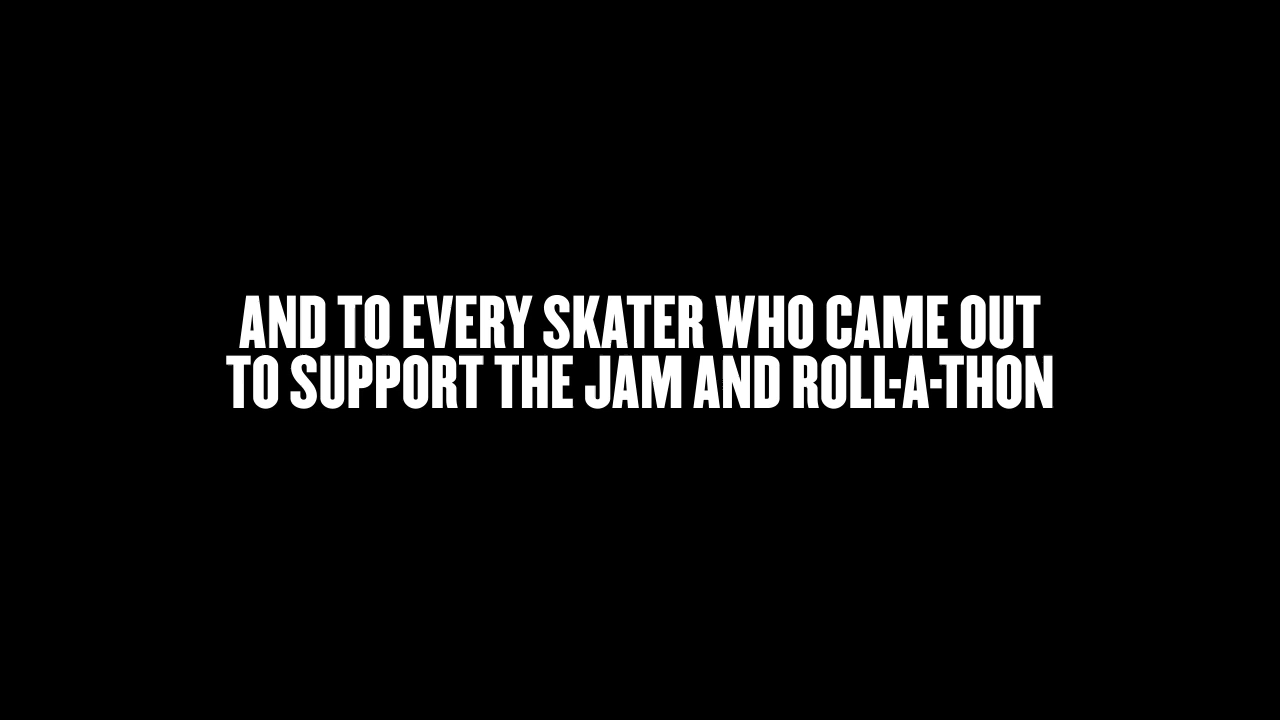 AND TO EVERY SKATER WHO CAME OUT
TO SUPPORT THE JAM AND ROLL-A-THON